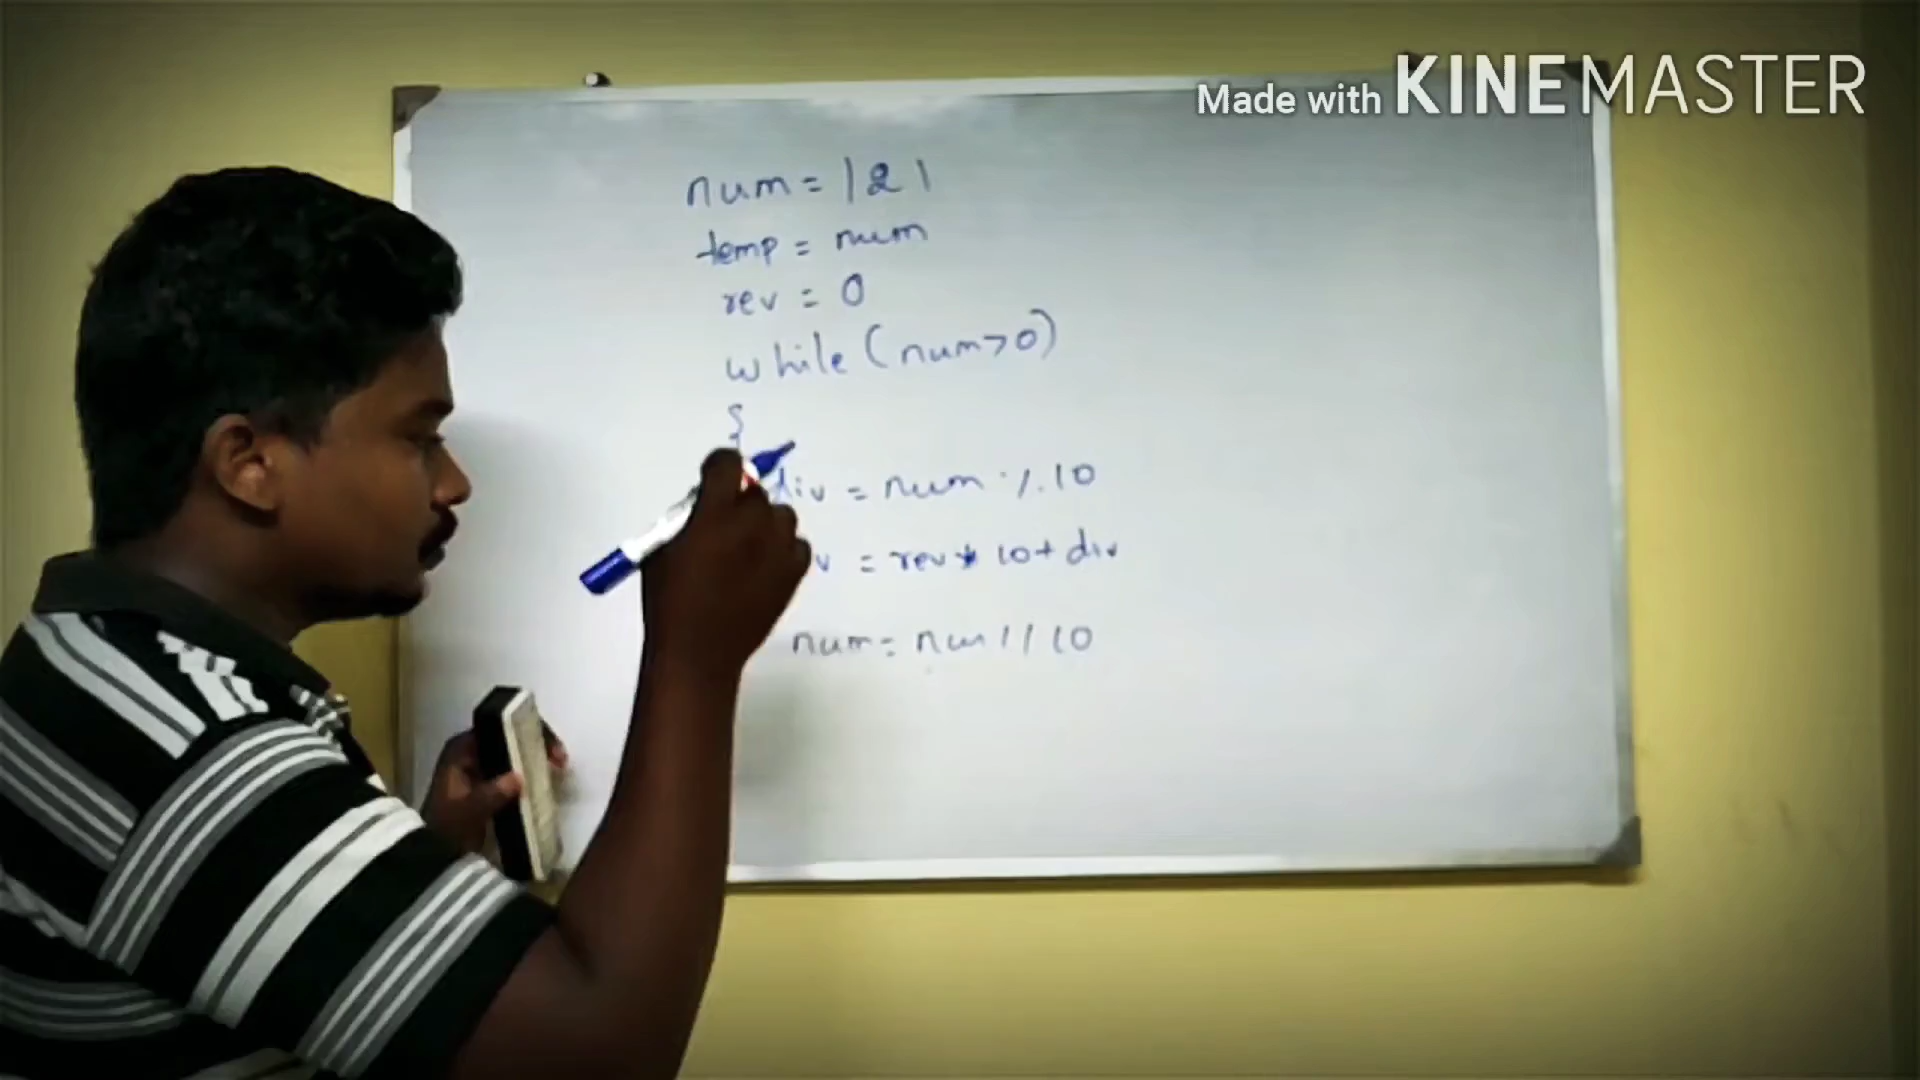 Made with KINEMASTER
num = 121
temp = num
rev = 0
while (num>0)
{
div = num % 10
v = rev * 10 + div
num = num // 10